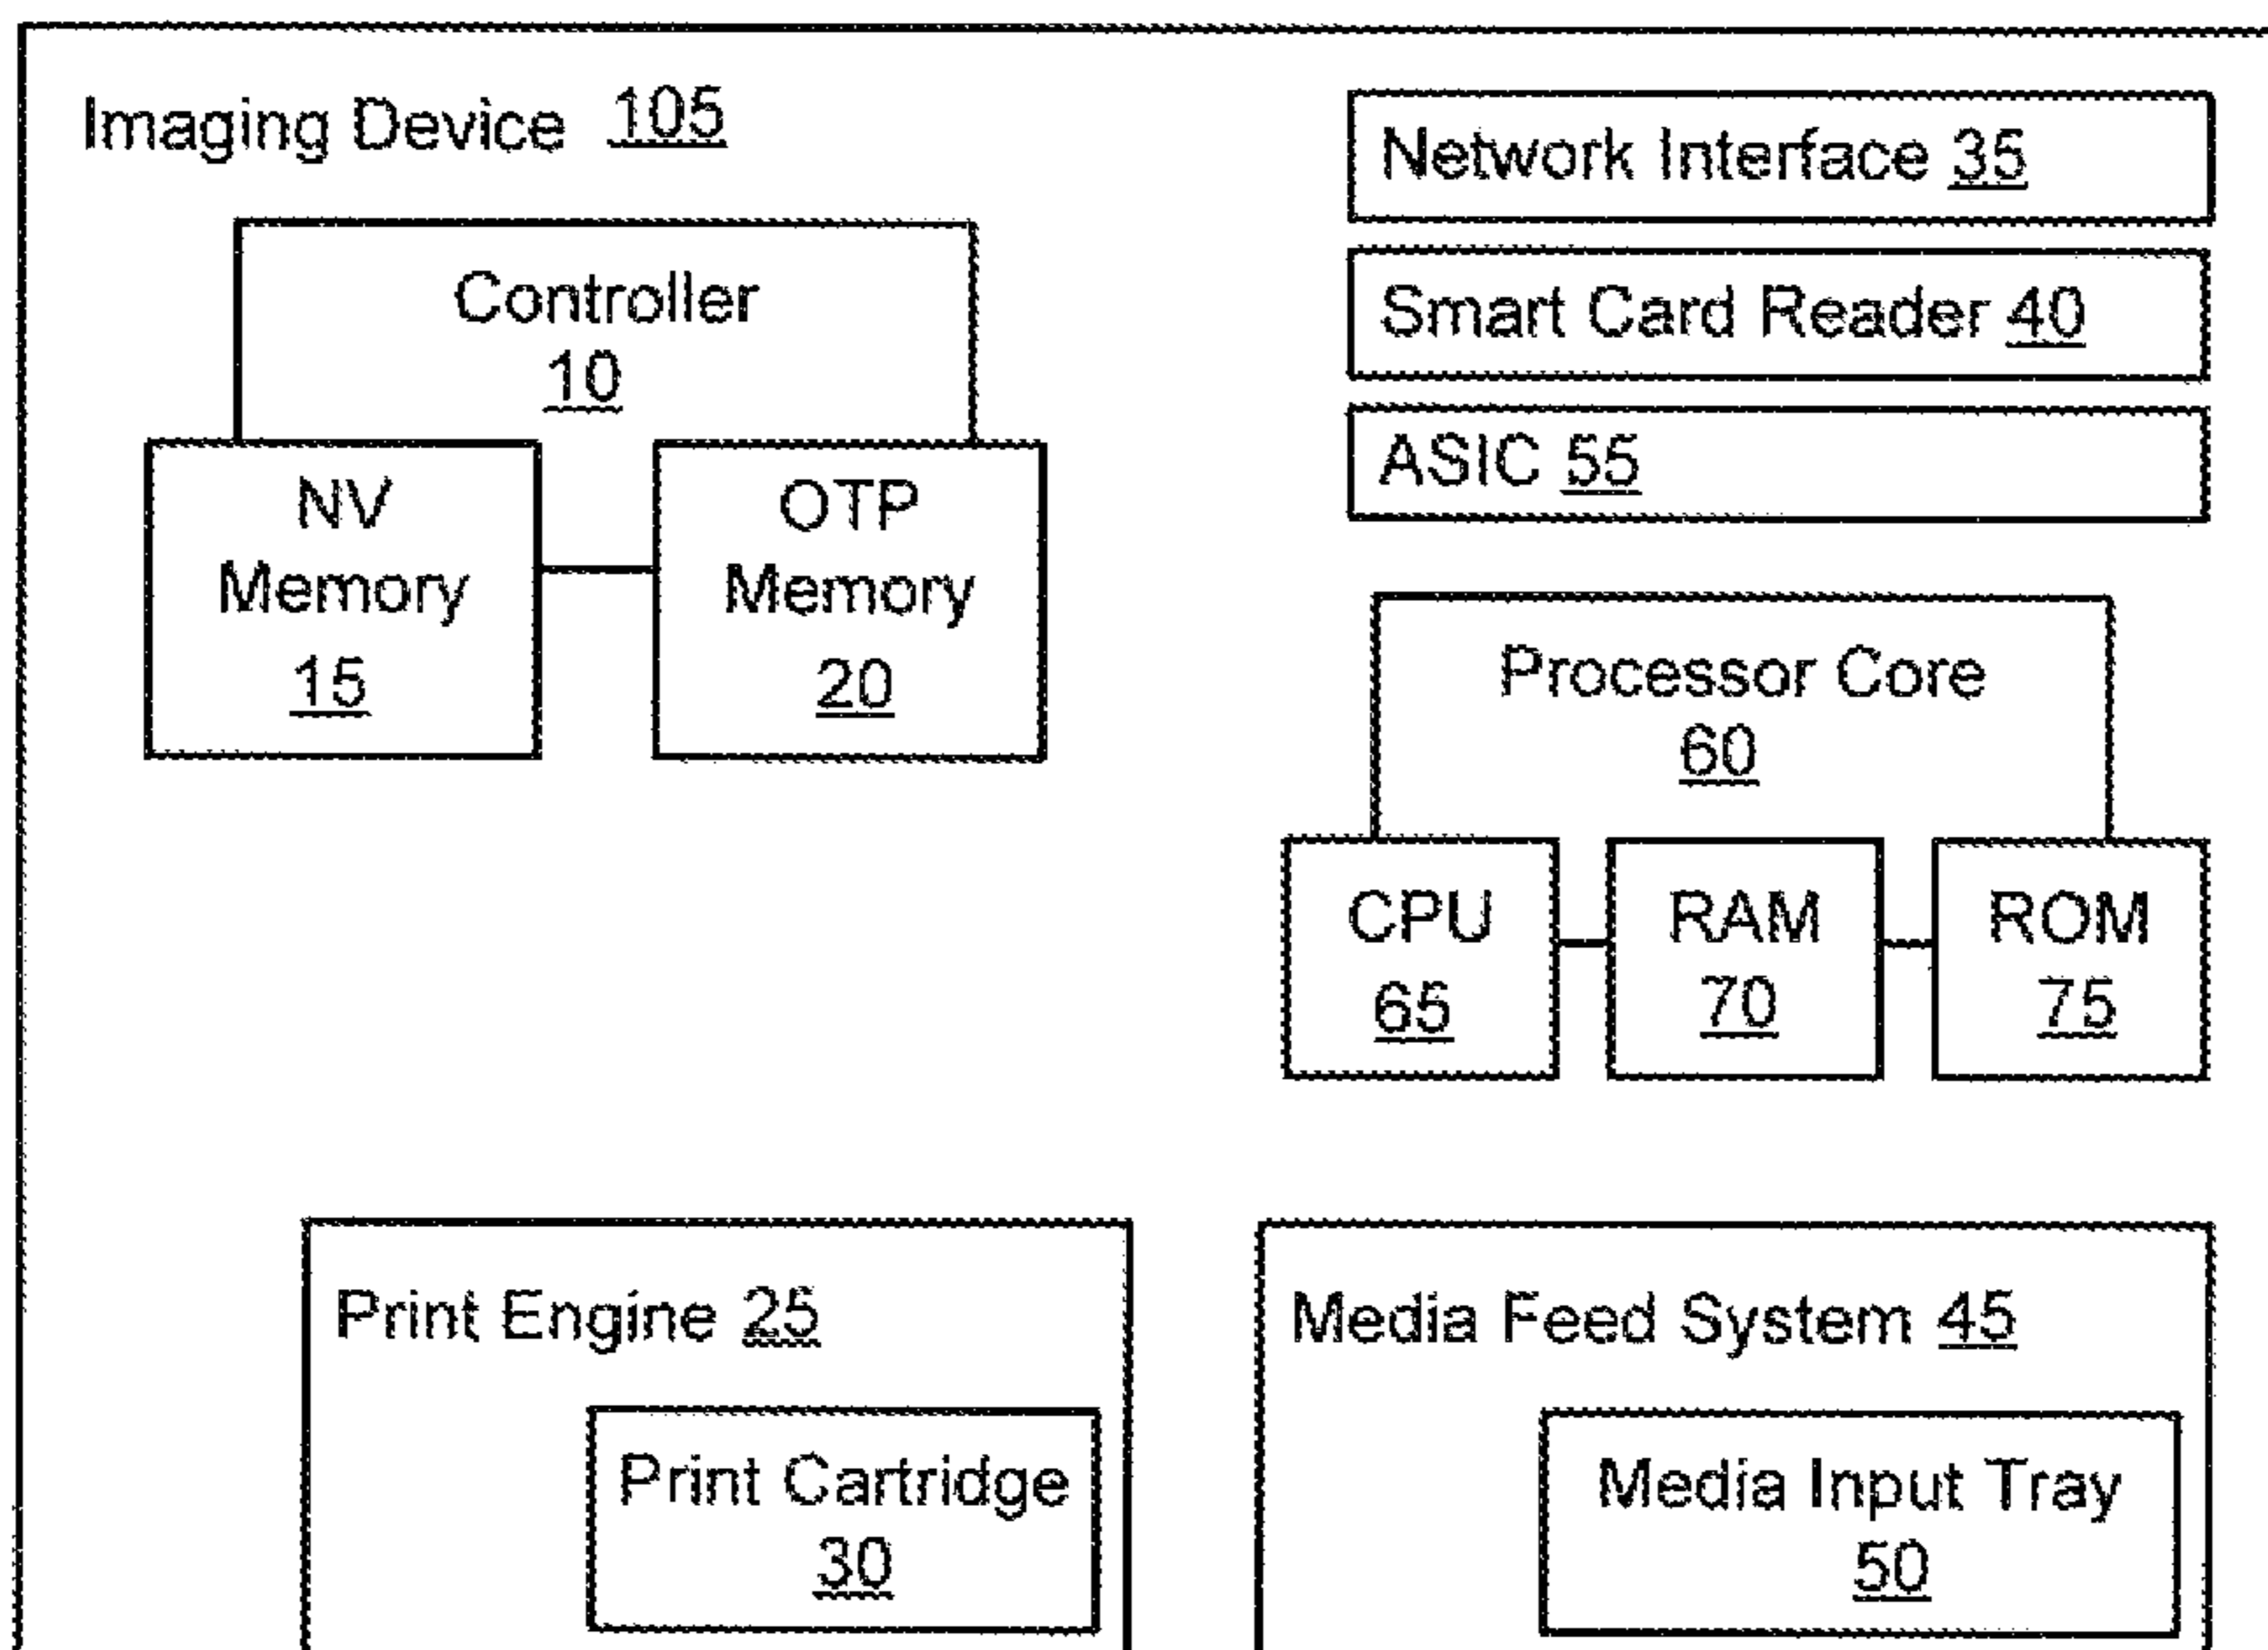 Imaging Device 105
Network Interface 35
Smart Card Reader 40
ASIC 55
Controller
10
NV
Memory
15
OTP
Memory
20
Processor Core
60
CPU
65
RAM
70
ROM
75
Print Engine 25
Print Cartridge
30
Media Feed System 45
Media Input Tray
50